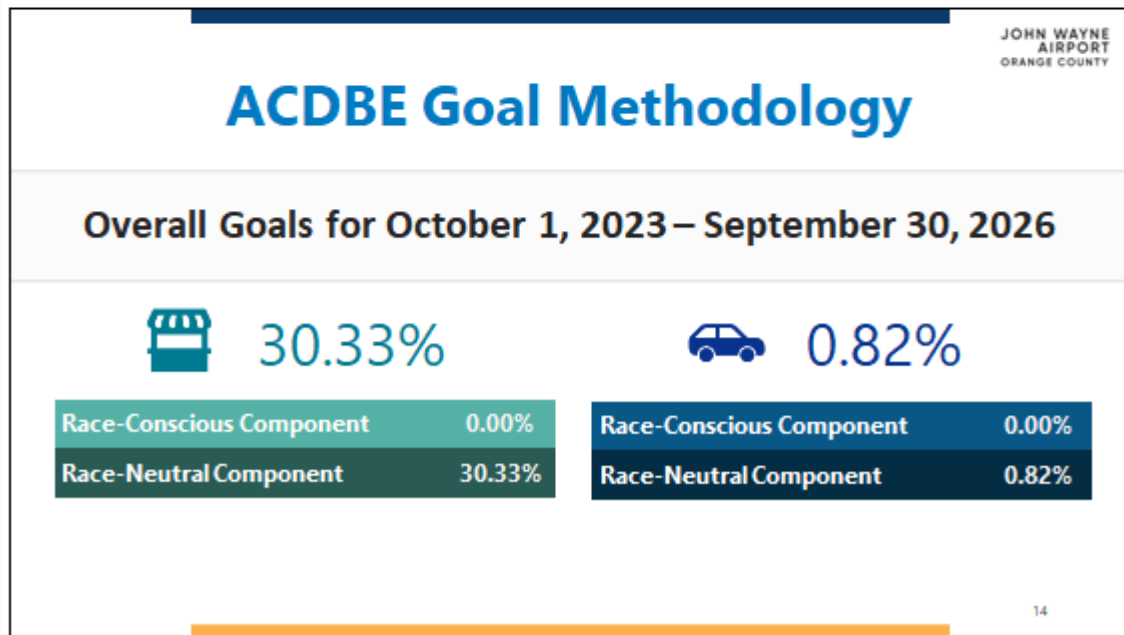 JOHN WAYNE
AIRPORT
ORANGE COUNTY
ACDBE Goal Methodology
Overall Goals for October 1, 2023 – September 30, 2026
30.33%
Race-Conscious Component 0.00%
Race-Neutral Component 30.33%
0.82%
Race-Conscious Component 0.00%
Race-Neutral Component 0.82%
14